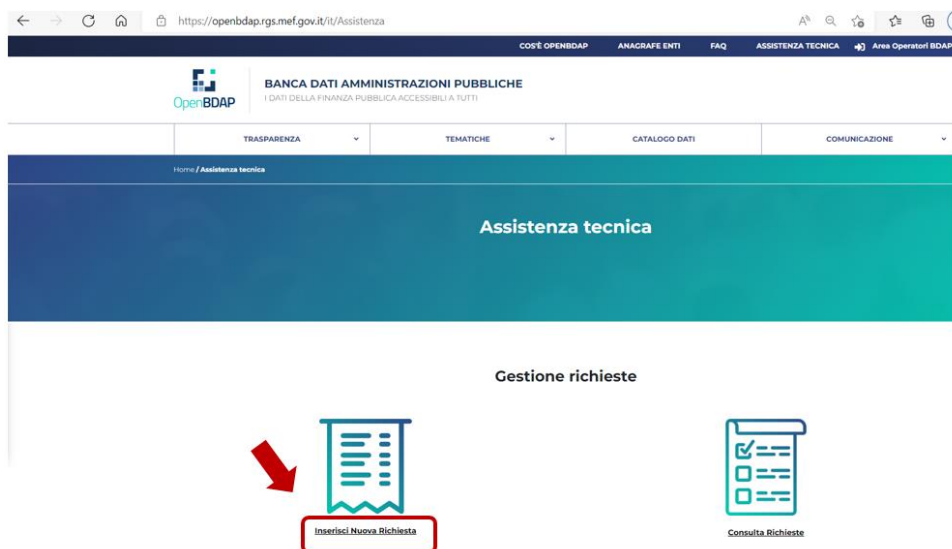 https://openbdap.rgs.mef.gov.it/it/Assistenza
COS'È OPENBDAP ANAGRAFE ENTI FAQ ASSISTENZA TECNICA Area Operatori BDAP
OpenBDAP
BANCA DATI AMMINISTRAZIONI PUBBLICHE
I DATI DELLA FINANZA PUBBLICA ACCESSIBILI A TUTTI
TRASPARENZA TEMATICHE CATALOGO DATI COMUNICAZIONE
Home / Assistenza tecnica
Assistenza tecnica
Gestione richieste
Inserisci Nuova Richiesta Consulta Richieste